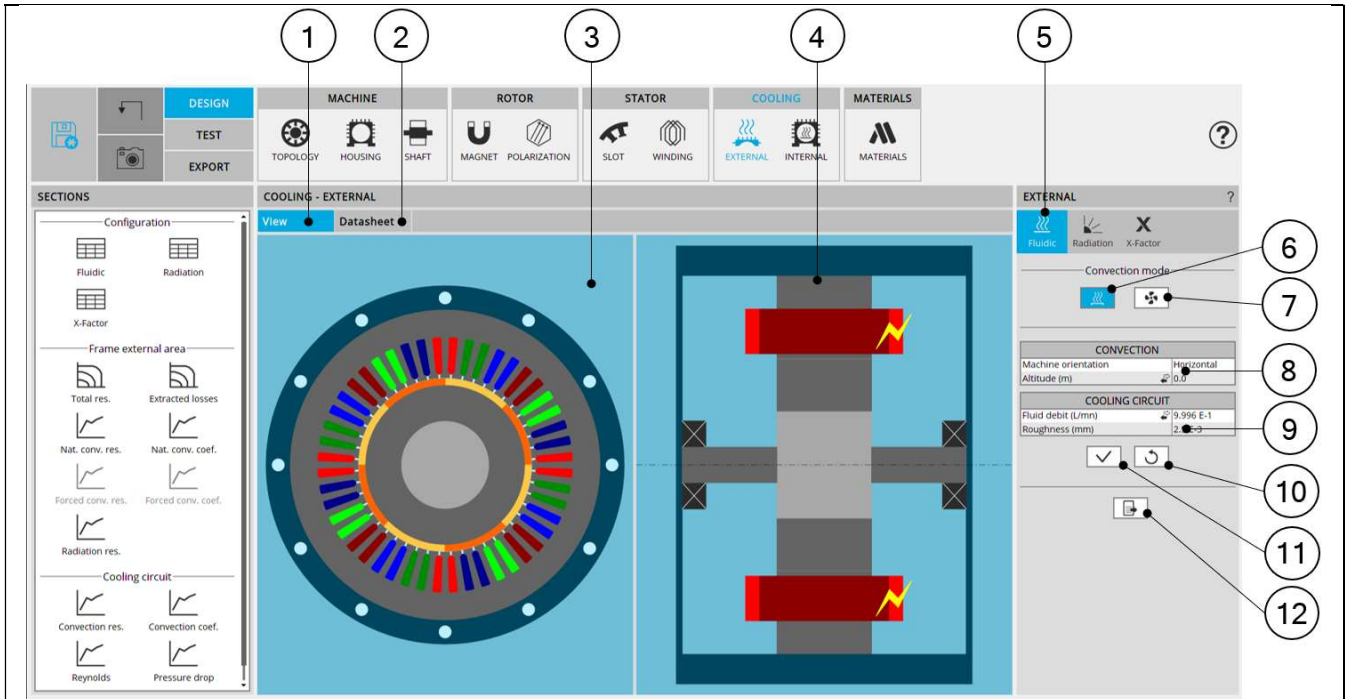 1 2 3 4 5
DESIGN
TEST
EXPORT
MACHINE
TOPOLOGY HOUSING SHAFT
ROTOR
MAGNET POLARIZATION
STATOR
SLOT WINDING
COOLING
EXTERNAL INTERNAL
MATERIALS
MATERIALS
?
SECTIONS
Configuration
Fluidic Radiation
X-Factor
Frame external area
Total res. Extracted losses
Nat. conv. res. Nat. conv. coef.
Forced conv. res. Forced conv. coef.
Radiation res.
Cooling circuit
Convection res. Convection coef.
Reynolds Pressure drop
COOLING - EXTERNAL
View Datasheet
EXTERNAL ?
X
Fluidic Radiation X-Factor
Convection mode
CONVECTION
Machine orientation Horizontal
Altitude (m) 0.0
COOLING CIRCUIT
Fluid debit (L/mn) 9.996 E-1
Roughness (mm)
6
7
8
9
10
11
12